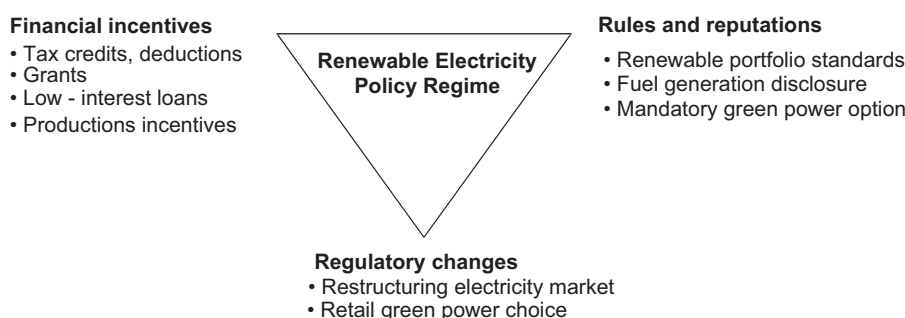 Financial incentives
• Tax credits, deductions
• Grants
• Low - interest loans
• Productions incentives
Renewable Electricity
Policy Regime
Rules and reputations
• Renewable portfolio standards
• Fuel generation disclosure
• Mandatory green power option
Regulatory changes
• Restructuring electricity market
• Retail green power choice